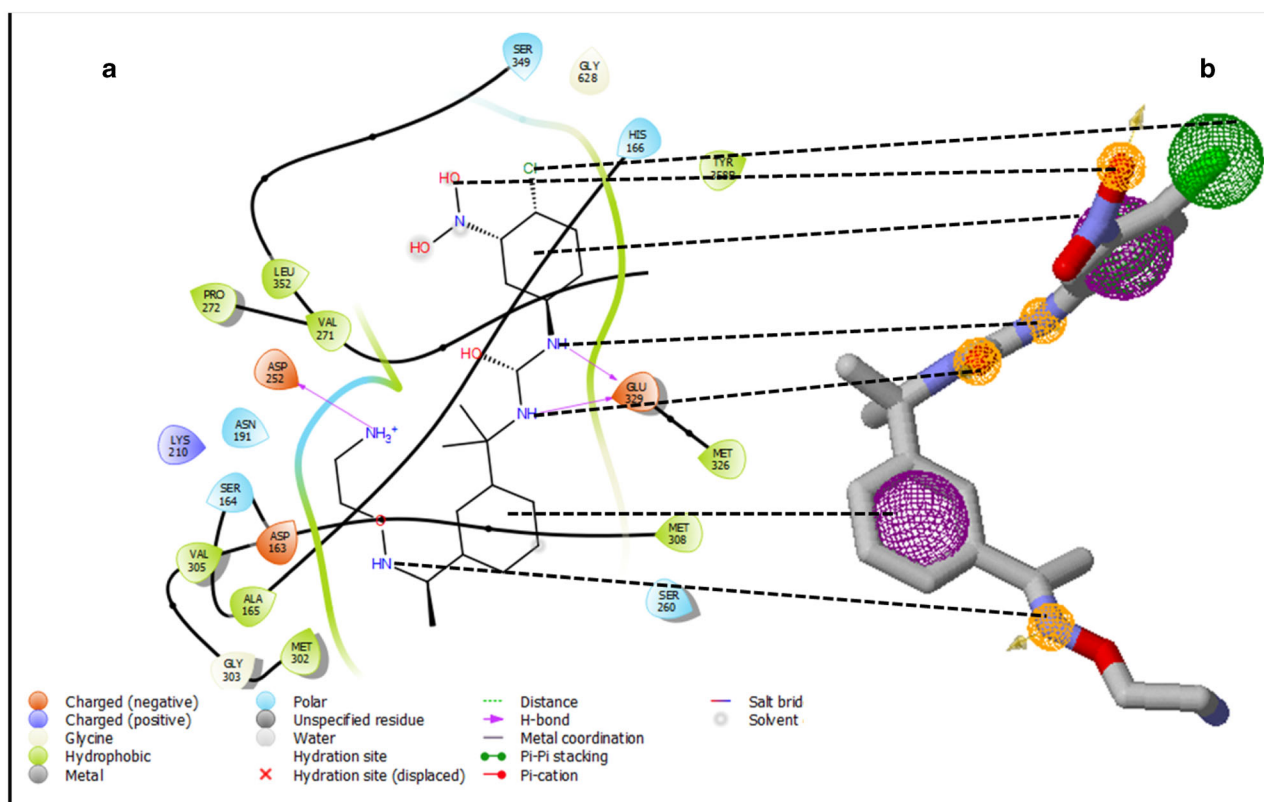 a
b
SER
349
GLY
628
HIS
166
TYR
Cl
HO
N
HO
LEU
352
PRO
272
VAL
271
NH
HO
ASP
252
GLU
329
NH
ASN
191
NH3+
LYS
210
MET
326
SER
164
O
ASP
163
MET
308
VAL
305
HN
ALA
165
SER
260
MET
302
GLY
303
Charged (negative)
Charged (positive)
Glycine
Hydrophobic
Metal
Polar
Unspecified residue
Water
Hydration site
Hydration site (displaced)
Distance
H-bond
Metal coordination
Pi-Pi stacking
Pi-cation
Salt brid
Solvent